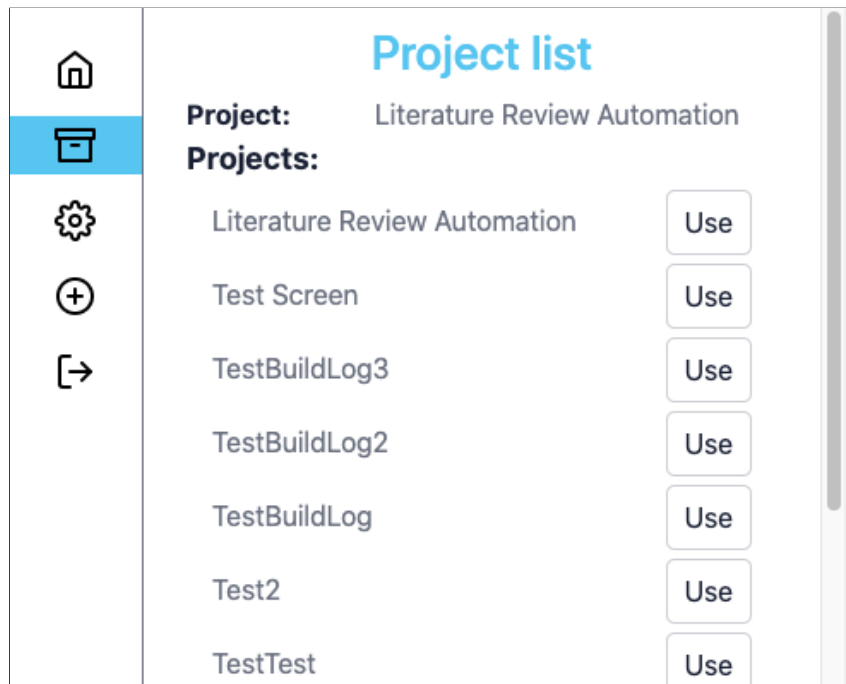 Project list
Project: Literature Review Automation
Projects:
Literature Review Automation Use
Test Screen Use
TestBuildLog3 Use
TestBuildLog2 Use
TestBuildLog Use
Test2 Use
TestTest Use